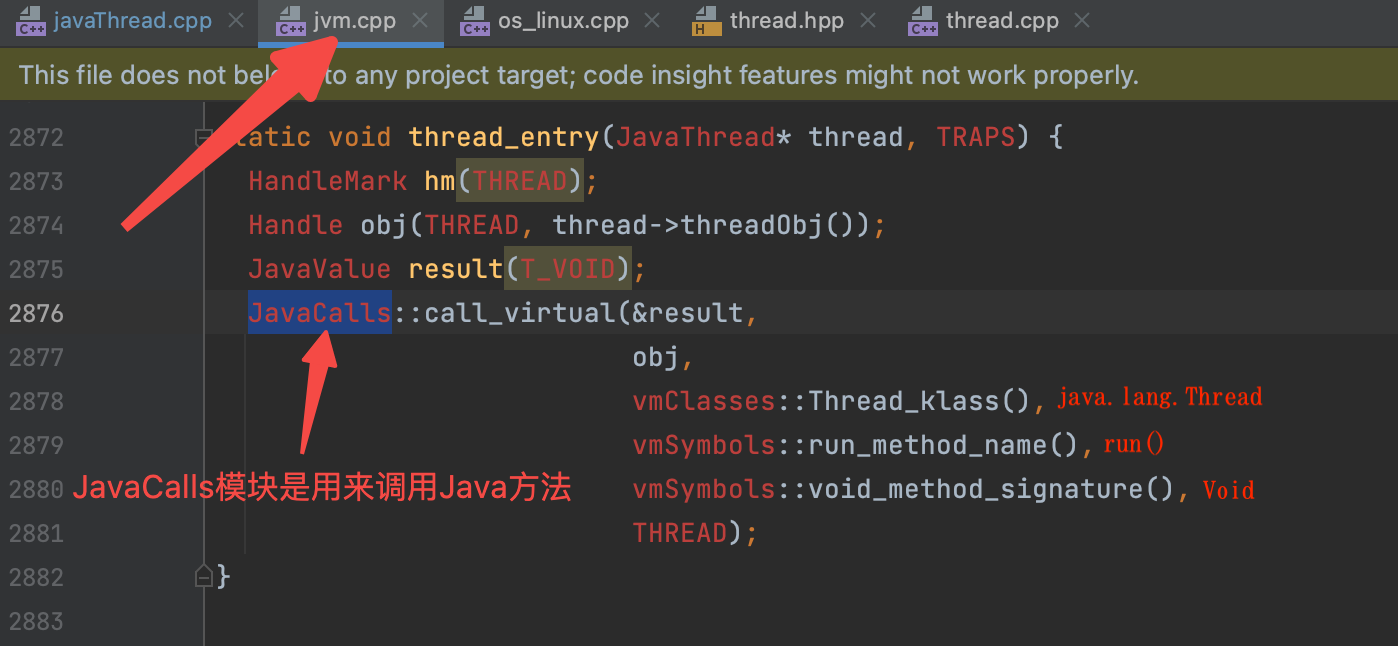 C++ javaThread.cpp × C++ jvm.cpp × C++ os_linux.cpp × H thread.hpp × C++ thread.cpp ×
This file does not bel to any project target; code insight features might not work properly.
2872 tatic void thread_entry(JavaThread* thread, TRAPS) {
2873 HandleMark hm(THREAD);
2874 Handle obj(THREAD, thread->threadObj());
2875 JavaValue result(T_VOID);
2876 JavaCalls::call_virtual(&result,
2877 obj,
2878 vmClasses::Thread_klass(), java.lang.Thread
2879 vmSymbols::run_method_name(), run()
2880 JavaCalls模块是用来调用Java方法 vmSymbols::void_method_signature(), Void
2881 THREAD);
2882 }
2883